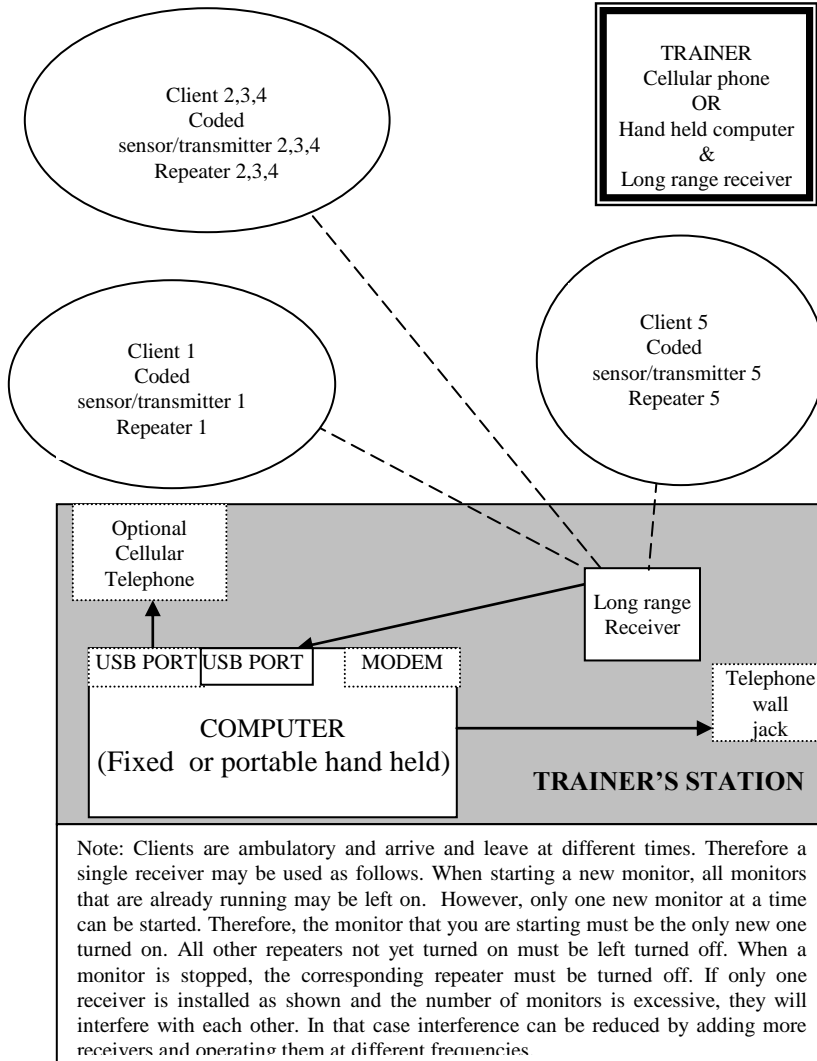 Client 2,3,4
Coded
sensor/transmitter 2,3,4
Repeater 2,3,4
TRAINER
Cellular phone
OR
Hand held computer
&
Long range receiver
Client 1
Coded
sensor/transmitter 1
Repeater 1
Client 5
Coded
sensor/transmitter 5
Repeater 5
Optional
Cellular
Telephone
Long range
Receiver
USB PORT
USB PORT
MODEM
Telephone
wall
jack
COMPUTER
(Fixed or portable hand held)
TRAINER'S STATION
Note: Clients are ambulatory and arrive and leave at different times. Therefore a
single receiver may be used as follows. When starting a new monitor, all monitors
that are already running may be left on. However, only one new monitor at a time
can be started. Therefore, the monitor that you are starting must be the only new one
turned on. All other repeaters not yet turned on must be left turned off. When a
monitor is stopped, the corresponding repeater must be turned off. If only one
receiver is installed as shown and the number of monitors is excessive, they will
interfere with each other. In that case interference can be reduced by adding more
receivers and operating them at different frequencies